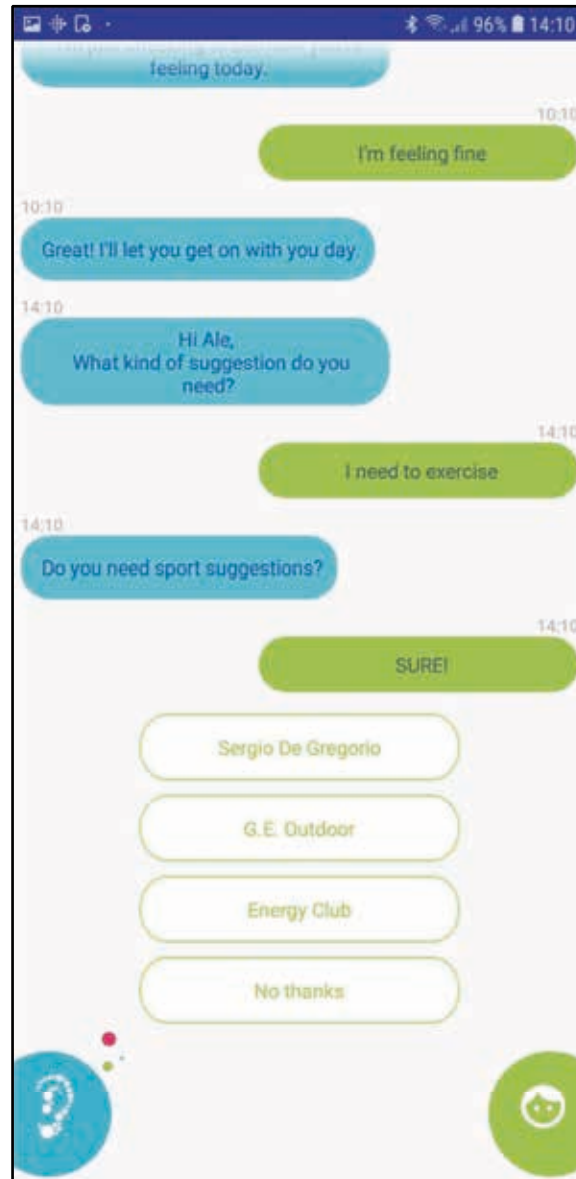 96% 14:10
feeling today.
10:10
I'm feeling fine
10:10
Great! I'll let you get on with you day
14:10
Hi Ale,
What kind of suggestion do you
need?
14:10
I need to exercise
14:10
Do you need sport suggestions?
14:10
SURE!
Sergio De Gregorio
G.E. Outdoor
Energy Club
No thanks